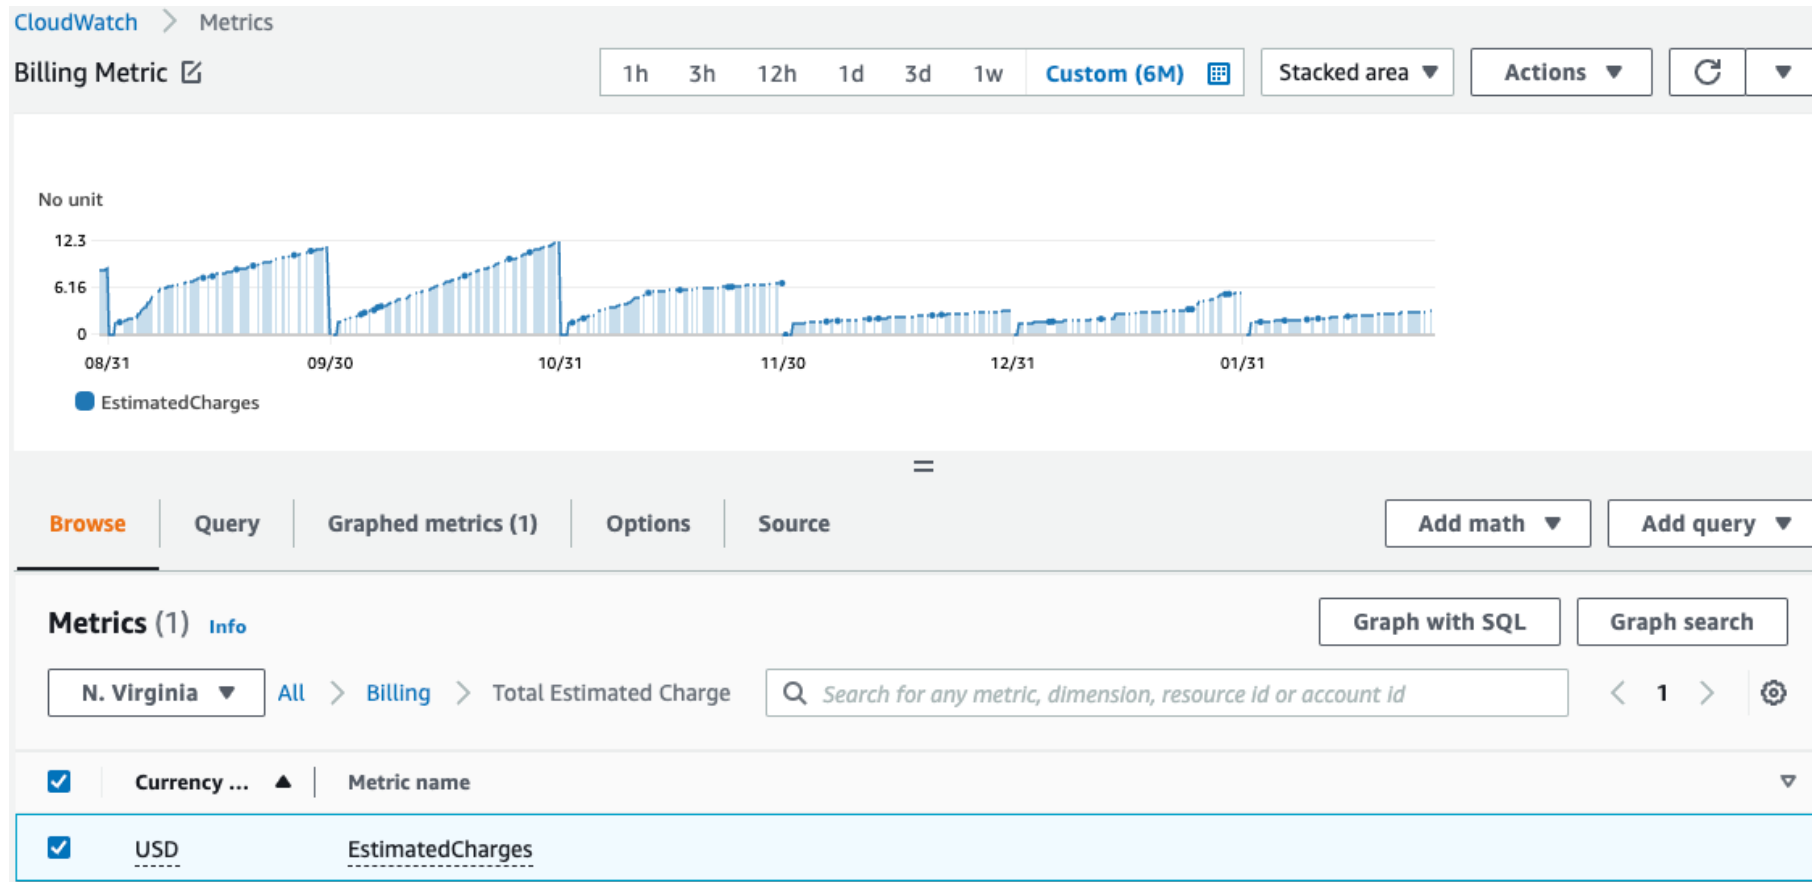 CloudWatch > Metrics
Billing Metric
1h 3h 12h 1d 3d 1w Custom (6M) Stacked area Actions
No unit
12.3
6.16
0
08/31 09/30 10/31 11/30 12/31 01/31
EstimatedCharges
=
Browse Query Graphed metrics (1) Options Source Add math Add query
Metrics (1) Info Graph with SQL Graph search
N. Virginia All > Billing > Total Estimated Charge Search for any metric, dimension, resource id or account id < 1 >
Currency ... Metric name
USD EstimatedCharges